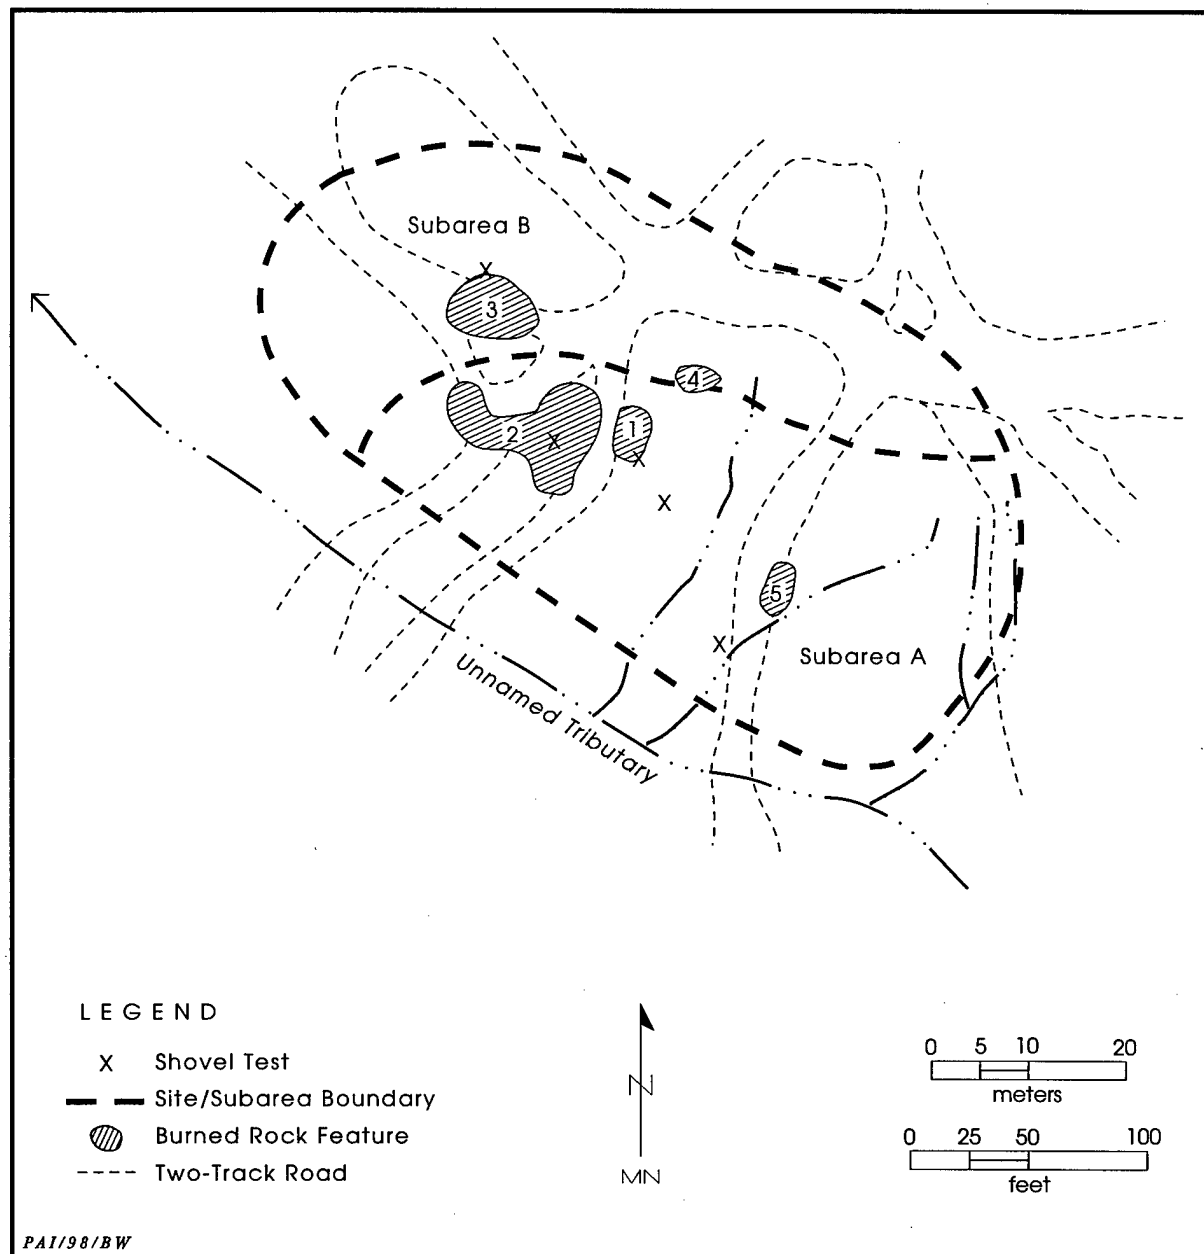 Subarea B
3
4
1
2
X
X
X
X
X
5
Subarea A
Unnamed Tributary
LEGEND
X Shovel Test
Site/Subarea Boundary
Burned Rock Feature
Two-Track Road
N
MN
0 5 10 20
meters
0 25 50 100
feet
PAI/98/BW